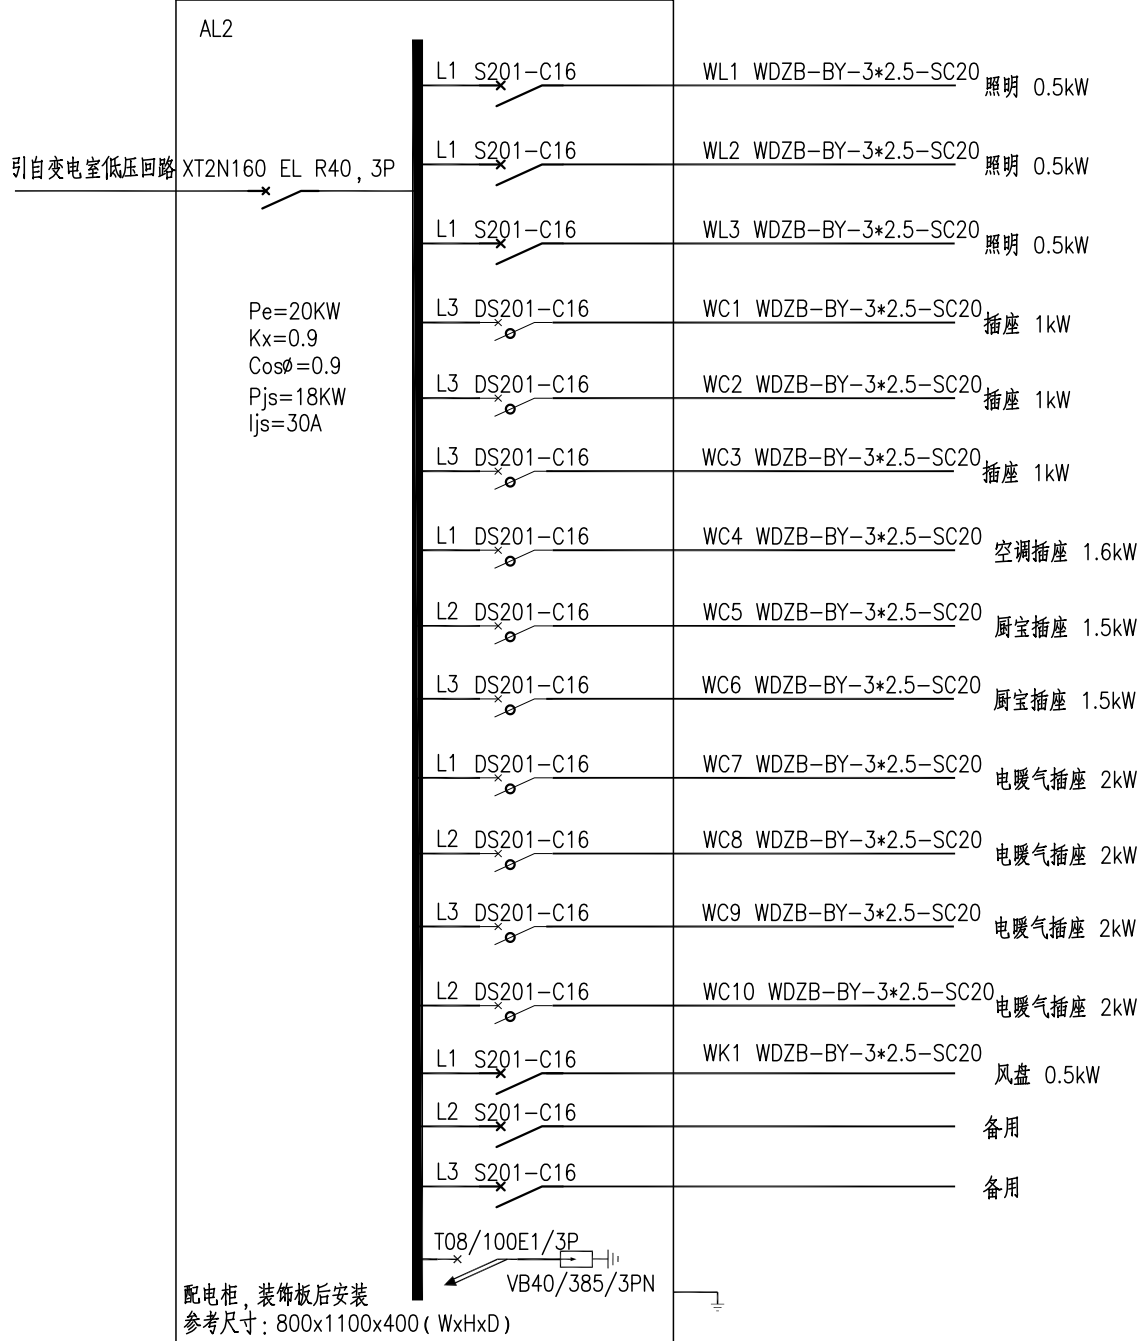 AL2
L1 S201-C16 WL1 WDZB-BY-3*2.5-SC20 照明 0.5kW
L1 S201-C16 WL2 WDZB-BY-3*2.5-SC20 照明 0.5kW
引自变电室低压回路 XT2N160 EL R40,3P
L1 S201-C16 WL3 WDZB-BY-3*2.5-SC20 照明 0.5kW
L3 DS201-C16 WC1 WDZB-BY-3*2.5-SC20 插座 1kW
Pe=20KW
Kx=0.9
Cosø=0.9
Pjs=18KW
Ijs=30A
L3 DS201-C16 WC2 WDZB-BY-3*2.5-SC20 插座 1kW
L3 DS201-C16 WC3 WDZB-BY-3*2.5-SC20 插座 1kW
L1 DS201-C16 WC4 WDZB-BY-3*2.5-SC20 空调插座 1.6kW
L2 DS201-C16 WC5 WDZB-BY-3*2.5-SC20 厨宝插座 1.5kW
L3 DS201-C16 WC6 WDZB-BY-3*2.5-SC20 厨宝插座 1.5kW
L1 DS201-C16 WC7 WDZB-BY-3*2.5-SC20 电暖气插座 2kW
L2 DS201-C16 WC8 WDZB-BY-3*2.5-SC20 电暖气插座 2kW
L3 DS201-C16 WC9 WDZB-BY-3*2.5-SC20 电暖气插座 2kW
L2 DS201-C16 WC10 WDZB-BY-3*2.5-SC20 电暖气插座 2kW
L1 S201-C16 WK1 WDZB-BY-3*2.5-SC20 风盘 0.5kW
L2 S201-C16 备用
L3 S201-C16 备用
T08/100E1/3P
VB40/385/3PN
配电柜,装饰板后安装
参考尺寸:800x1100x400(WxHxD)